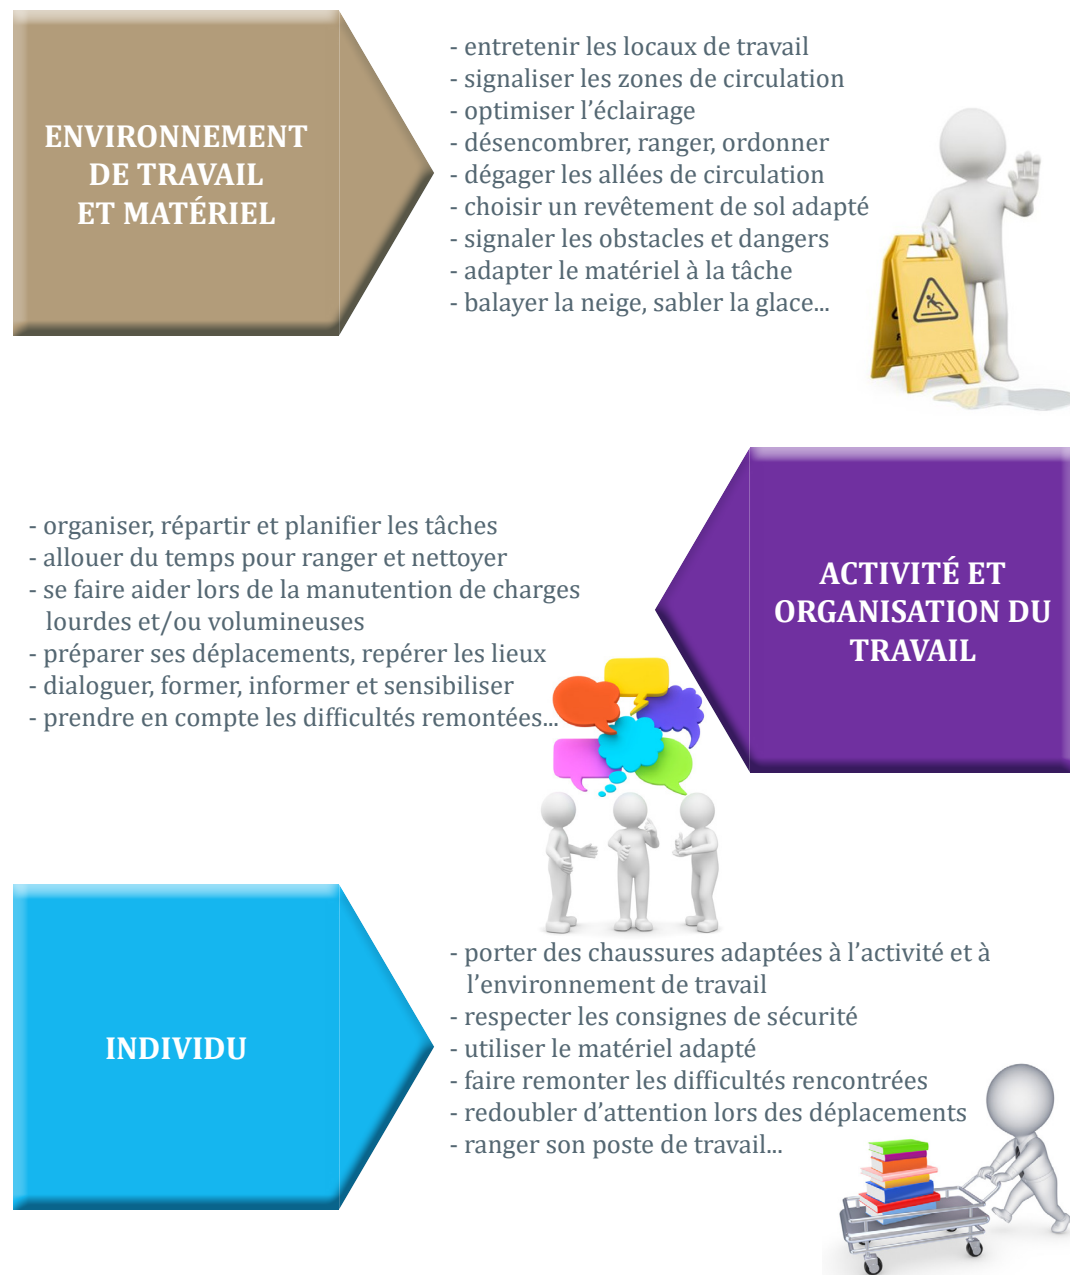 ENVIRONNEMENT
DE TRAVAIL
ET MATÉRIEL
- entretenir les locaux de travail
- signaliser les zones de circulation
- optimiser l’éclairage
- désencombrer, ranger, ordonner
- dégager les allées de circulation
- choisir un revêtement de sol adapté
- signaler les obstacles et dangers
- adapter le matériel à la tâche
- balayer la neige, sabler la glace...
ACTIVITÉ ET
ORGANISATION DU
TRAVAIL
- organiser, répartir et planifier les tâches
- allouer du temps pour ranger et nettoyer
- se faire aider lors de la manutention de charges
lourdes et/ou volumineuses
- préparer ses déplacements, repérer les lieux
- dialoguer, former, informer et sensibiliser
- prendre en compte les difficultés remontées...
INDIVIDU
- porter des chaussures adaptées à l’activité et à
l’environnement de travail
- respecter les consignes de sécurité
- utiliser le matériel adapté
- faire remonter les difficultés rencontrées
- redoubler d’attention lors des déplacements
- ranger son poste de travail...